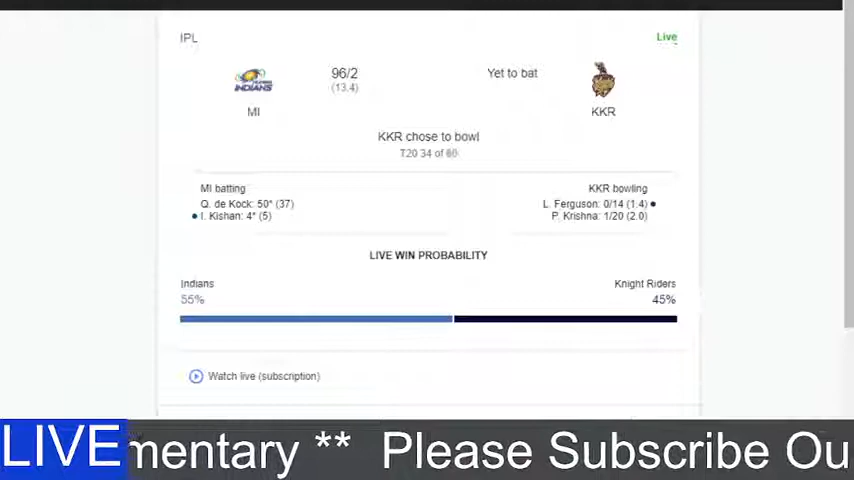 IPL
Live
96/2
(13.4)
Yet to bat
INDIANS
MI
KKR
KKR chose to bowl
T20 34 of 60
MI batting
KKR bowling
Q. de Kock: 50* (37)
L. Ferguson: 0/14 (1.4)
I. Kishan: 4* (5)
P. Krishna: 1/20 (2.0)
LIVE WIN PROBABILITY
Indians
Knight Riders
55%
45%
Watch live (subscription)
LIVE mentary ** Please Subscribe Ou